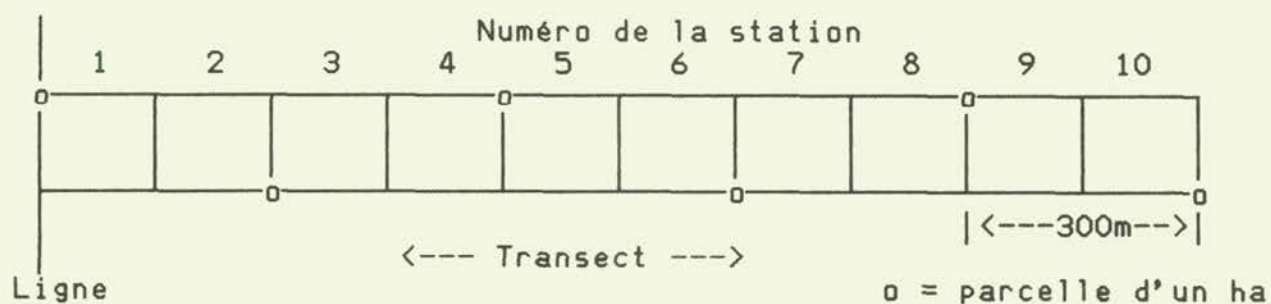 Numéro de la station
1 2 3 4 5 6 7 8 9 10
|<---300m-->|
<--- Transect --->
Ligne
o = parcelle d'un ha